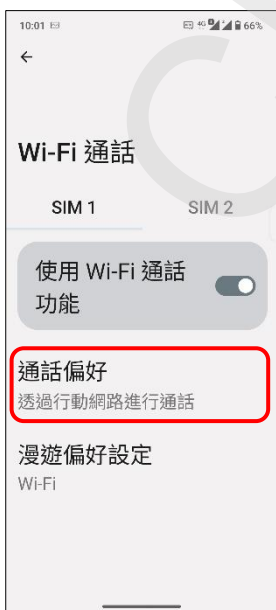 10:01
4G 66%
Wi-Fi 通話
SIM 1 SIM 2
使用 Wi-Fi 通話
功能
通話偏好
透過行動網路進行通話
漫遊偏好設定
Wi-Fi